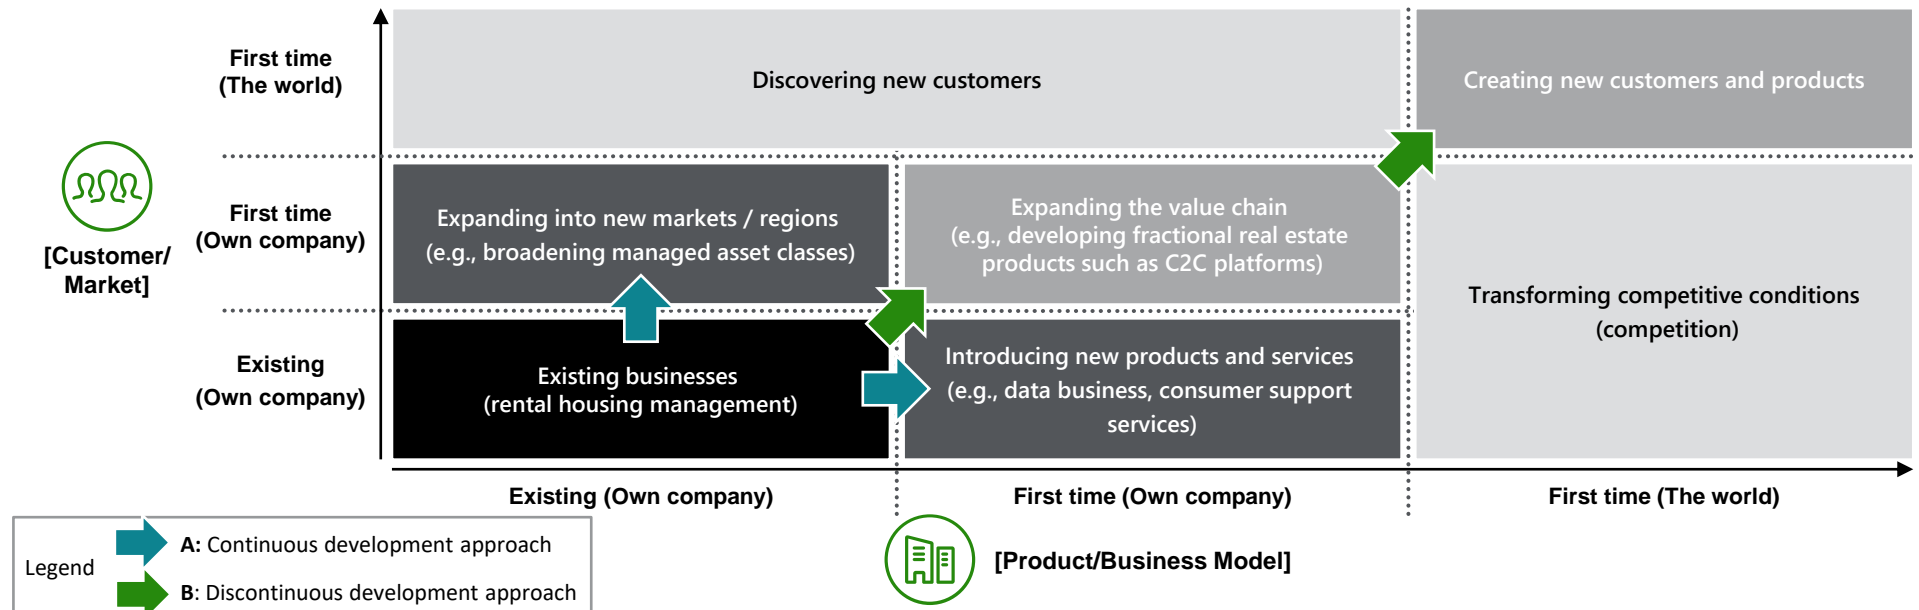 First time
(The world)
Discovering new customers
Creating new customers and products
[Customer/
Market]
First time
(Own company)
Expanding into new markets / regions
(e.g., broadening managed asset classes)
Expanding the value chain
(e.g., developing fractional real estate
products such as C2C platforms)
Transforming competitive conditions
(competition)
Existing
(Own company)
Existing businesses
(rental housing management)
Introducing new products and services
(e.g., data business, consumer support
services)
Existing (Own company)
First time (Own company)
First time (The world)
[Product/Business Model]
Legend
A: Continuous development approach
B: Discontinuous development approach